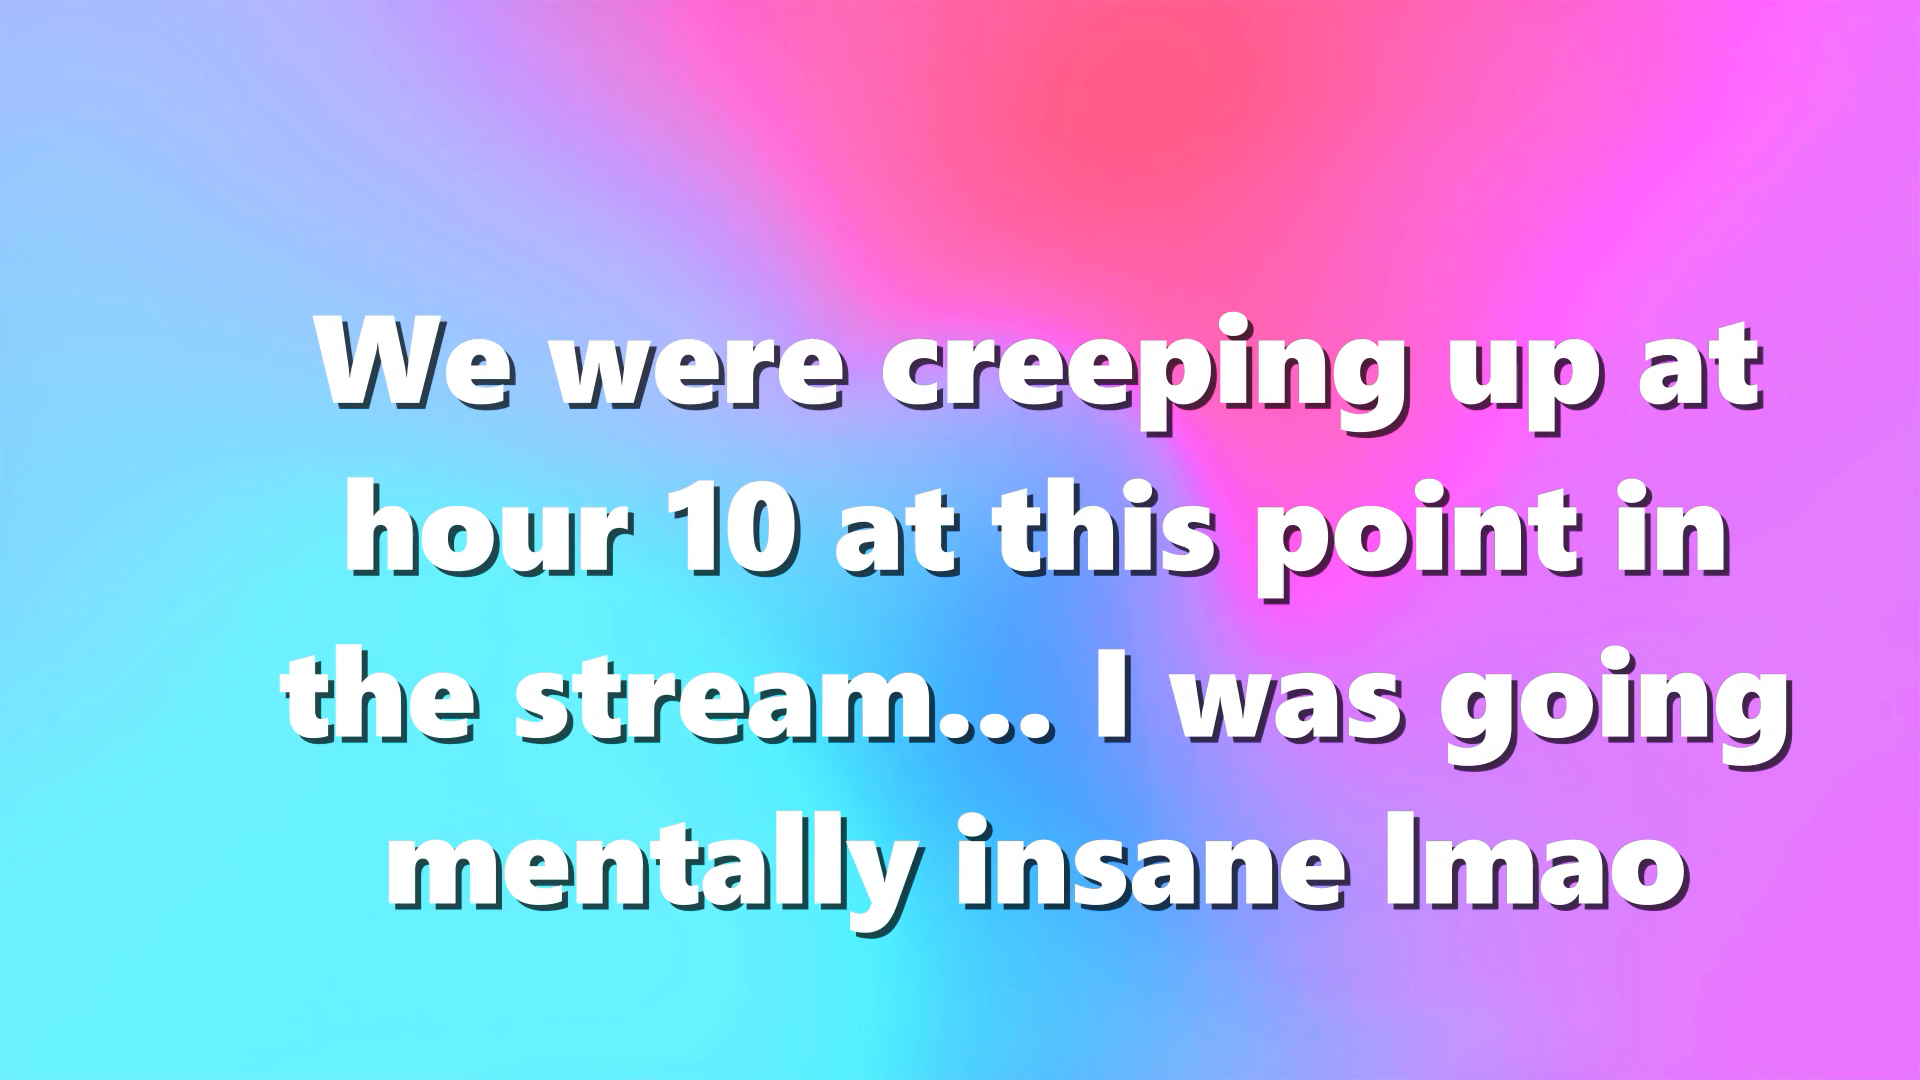 We were creeping up at
hour 10 at this point in
the stream... I was going
mentally insane lmao